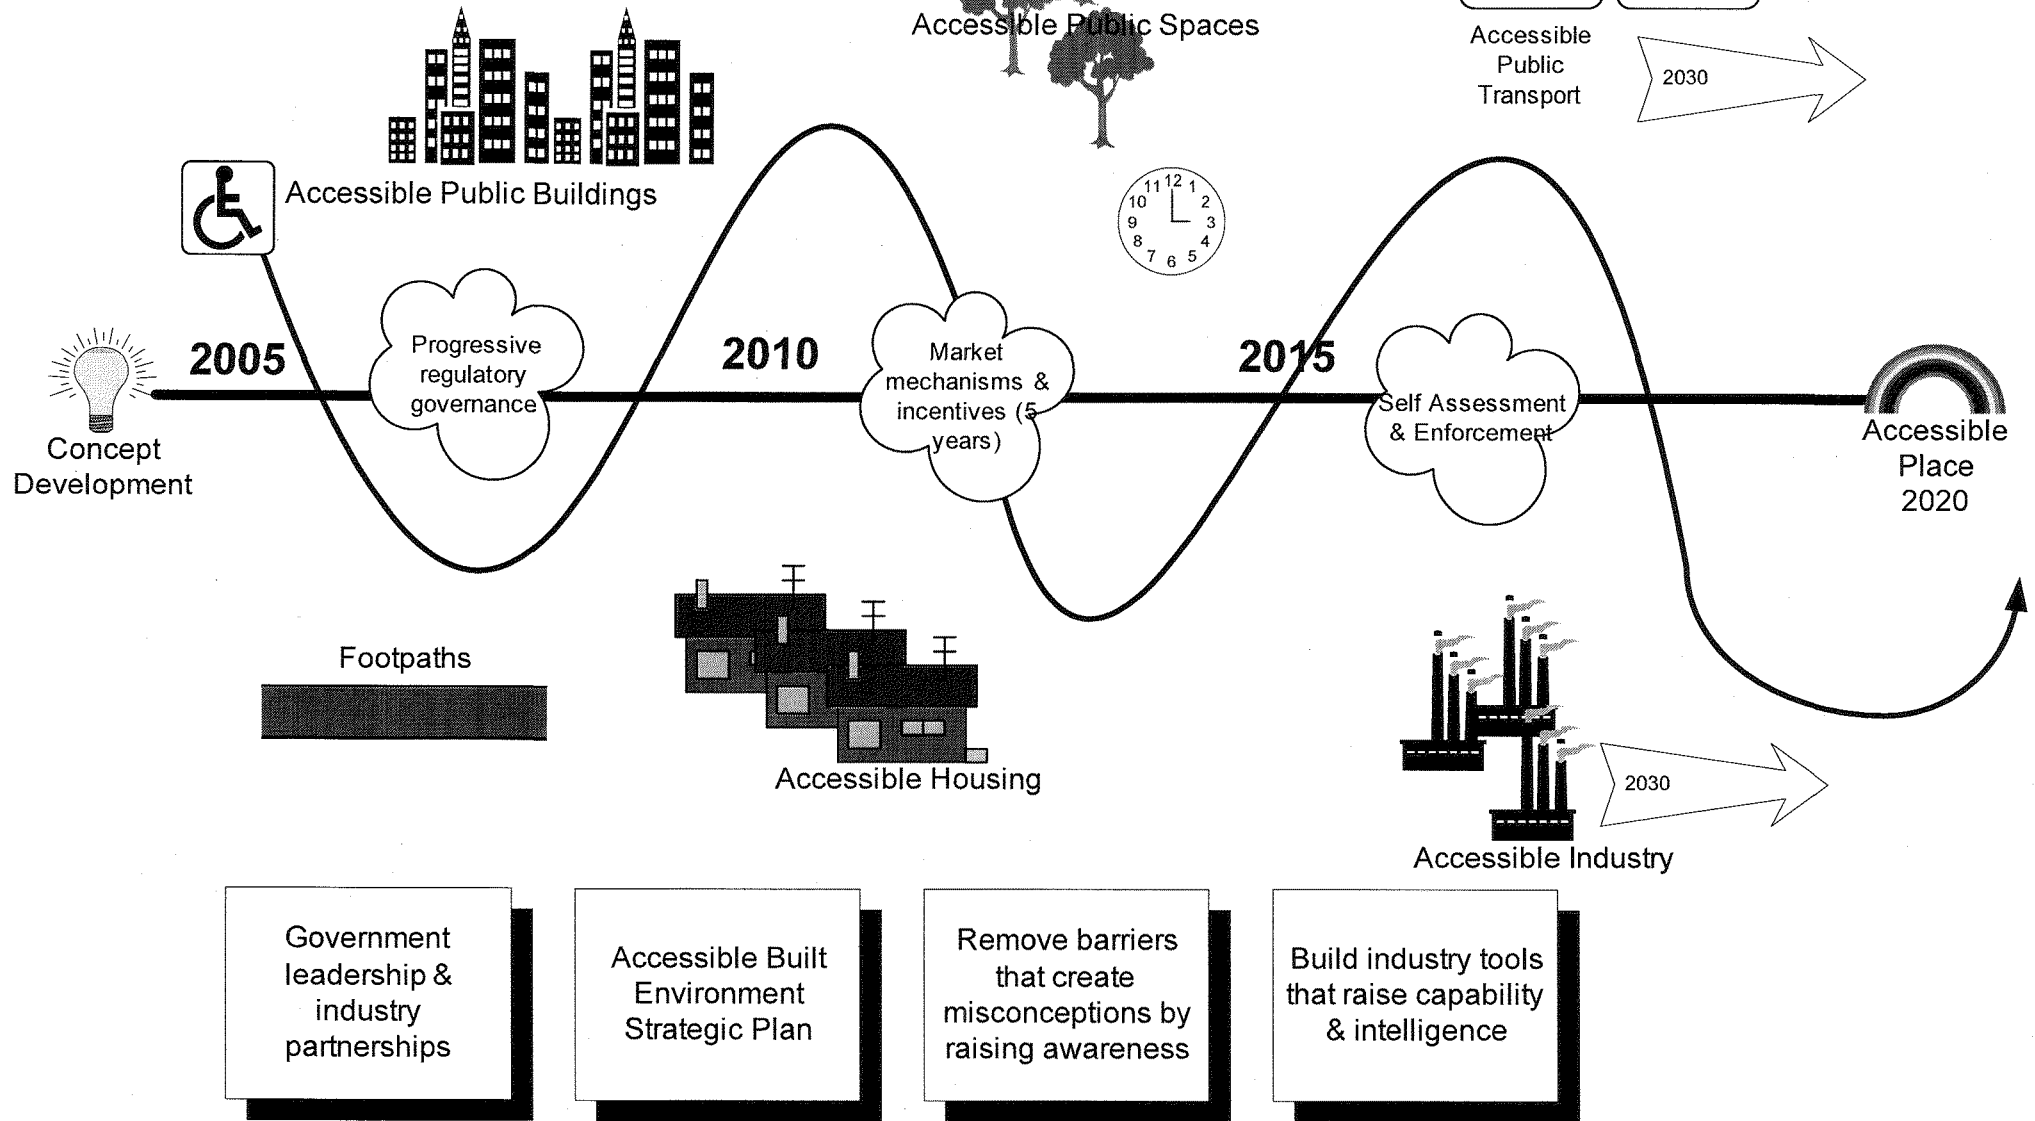 Accessible Public Spaces
Accessible
Public
Transport
2030
Accessible Public Buildings
11 12 1
10 2
9 3
8 4
7 6 5
2005
Progressive
regulatory
governance
2010
Market
mechanisms &
incentives (5
years)
2015
Self Assessment
& Enforcement
Concept
Development
Accessible
Place
2020
Footpaths
Accessible Housing
2030
Accessible Industry
Government
leadership &
industry
partnerships
Accessible Built
Environment
Strategic Plan
Remove barriers
that create
misconceptions by
raising awareness
Build industry tools
that raise capability
& intelligence